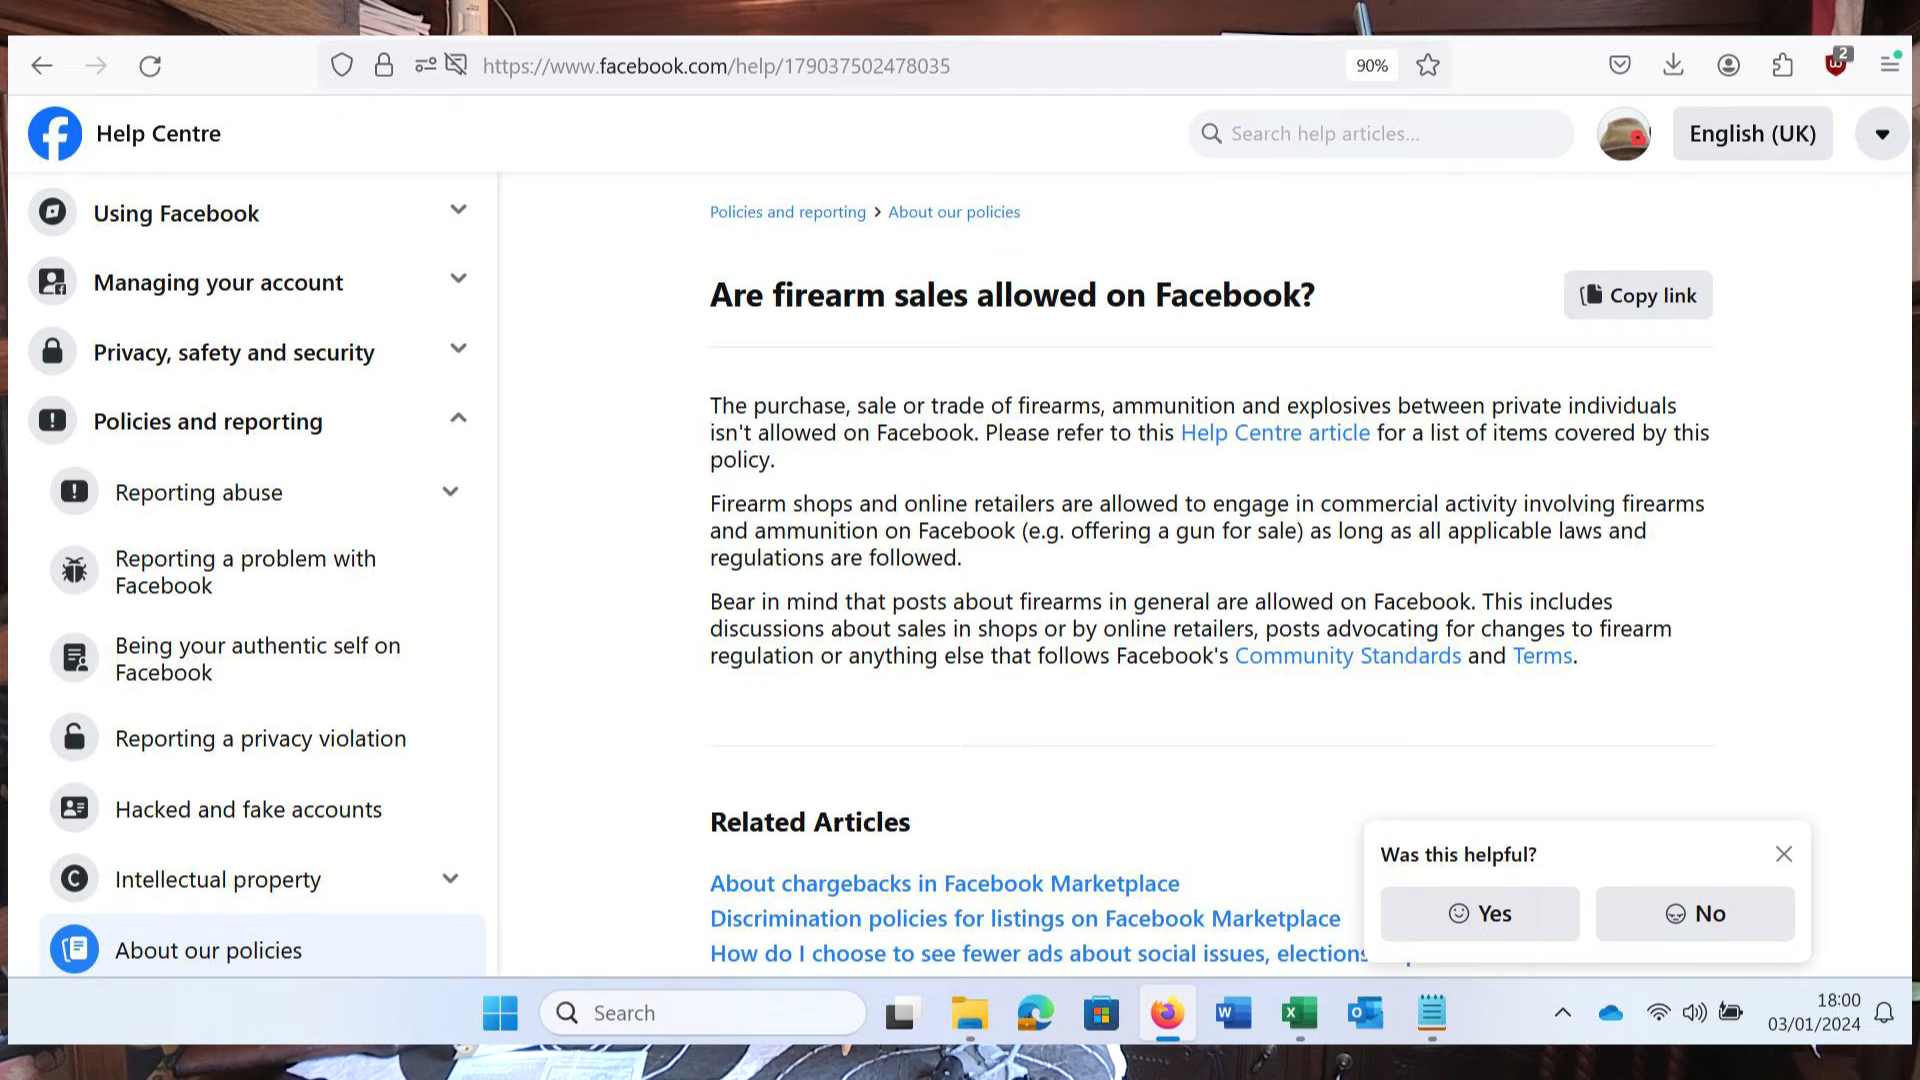 https://www.facebook.com/help/179037502478035
90%
2
Help Centre
Search help articles...
English (UK)
Using Facebook
Managing your account
Privacy, safety and security
Policies and reporting
Reporting abuse
Reporting a problem with
Facebook
Being your authentic self on
Facebook
Reporting a privacy violation
Hacked and fake accounts
Intellectual property
About our policies
Policies and reporting > About our policies
Are firearm sales allowed on Facebook?
Copy link
The purchase, sale or trade of firearms, ammunition and explosives between private individuals
isn't allowed on Facebook. Please refer to this Help Centre article for a list of items covered by this
policy.
Firearm shops and online retailers are allowed to engage in commercial activity involving firearms
and ammunition on Facebook (e.g. offering a gun for sale) as long as all applicable laws and
regulations are followed.
Bear in mind that posts about firearms in general are allowed on Facebook. This includes
discussions about sales in shops or by online retailers, posts advocating for changes to firearm
regulation or anything else that follows Facebook's Community Standards and Terms.
Related Articles
About chargebacks in Facebook Marketplace
Discrimination policies for listings on Facebook Marketplace
How do I choose to see fewer ads about social issues, elections
Was this helpful?
Yes
No
Search
18:00
03/01/2024